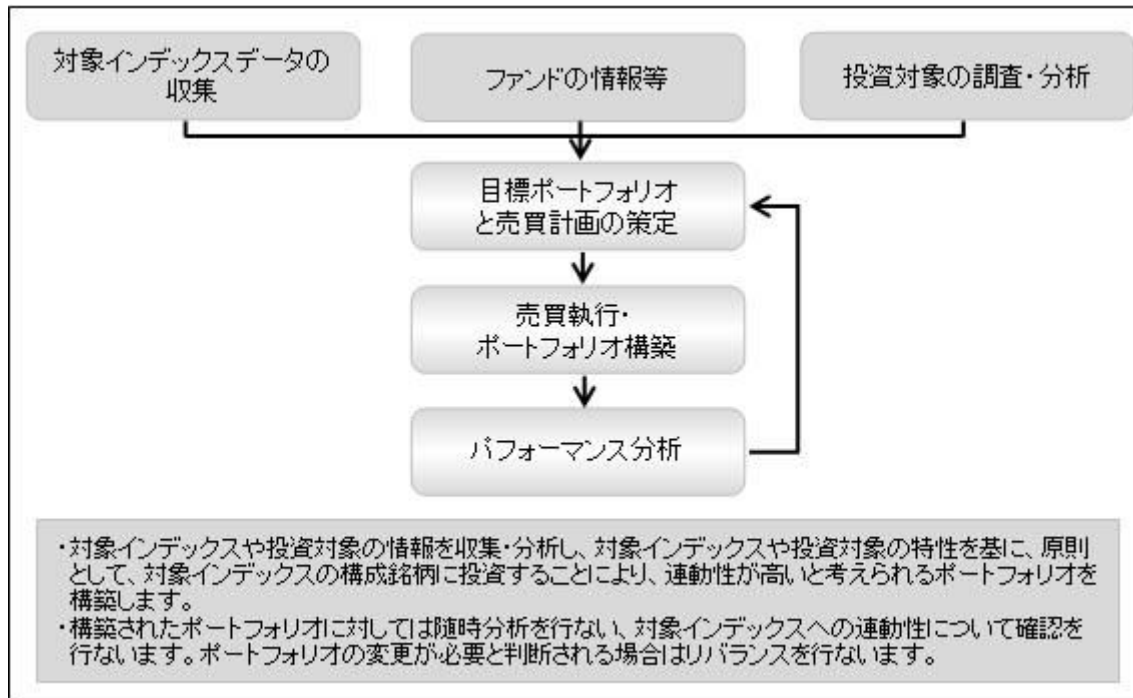 対象インデックスデータの
収集
ファンドの情報等
投資対象の調査・分析
目標ポートフォリオ
と売買計画の策定
売買執行・
ポートフォリオ構築
パフォーマンス分析
・対象インデックスや投資対象の情報を収集・分析し、対象インデックスや投資対象の特性を基に、原則
として、対象インデックスの構成銘柄に投資することにより、連動性が高いと考えられるポートフォリオを
構築します。
・構築されたポートフォリオに対しては随時分析を行ない、対象インデックスへの連動性について確認を
行ないます。ポートフォリオの変更が必要と判断される場合はリバランスを行ないます。